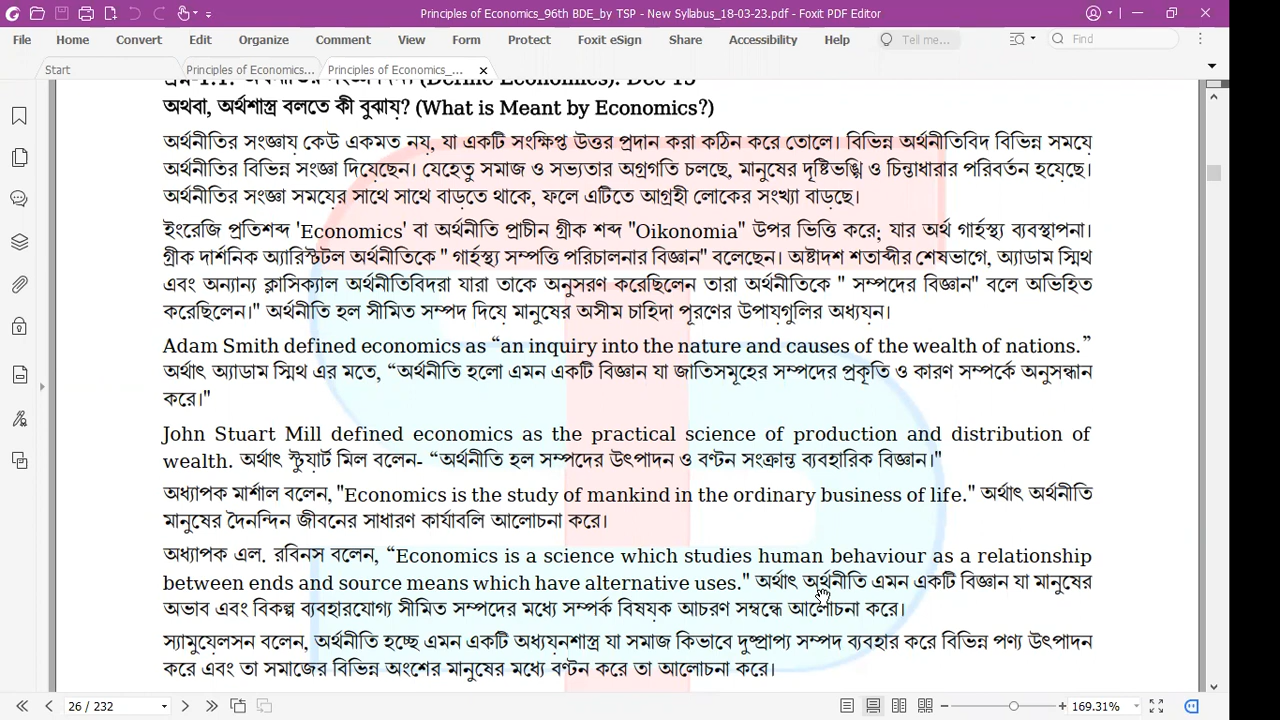 Principles of Economics_96th BDE_by TSP - New Syllabus_18-03-23.pdf - Foxit PDF Editor
File Home Convert Edit Organize Comment View Form Protect Foxit eSign Share Accessibility Help Tell me... Find
Start Principles of Economics... Principles of Economics_...
প্রশ্ন-1.1. অর্থনীতির সংজ্ঞা দিন। (Define Economics). Dec 15
অথবা, অর্থশাস্ত্র বলতে কী বুঝায়? (What is Meant by Economics?)
অর্থনীতির সংজ্ঞায় কেউ একমত নয়, যা একটি সংক্ষিপ্ত উত্তর প্রদান করা কঠিন করে তোলে। বিভিন্ন অর্থনীতিবিদ বিভিন্ন সময়ে
অর্থনীতির বিভিন্ন সংজ্ঞা দিয়েছেন। যেহেতু সমাজ ও সভ্যতার অগ্রগতি চলছে, মানুষের দৃষ্টিভঙ্গি ও চিন্তাধারার পরিবর্তন হয়েছে।
অর্থনীতির সংজ্ঞা সময়ের সাথে সাথে বাড়তে থাকে, ফলে এটিতে আগ্রহী লোকের সংখ্যা বাড়ছে।
ইংরেজি প্রতিশব্দ 'Economics' বা অর্থনীতি প্রাচীন গ্রীক শব্দ "Oikonomia" উপর ভিত্তি করে; যার অর্থ গার্হস্থ্য ব্যবস্থাপনা।
গ্রীক দার্শনিক অ্যারিস্টটল অর্থনীতিকে " গার্হস্থ্য সম্পত্তি পরিচালনার বিজ্ঞান" বলেছেন। অষ্টাদশ শতাব্দীর শেষভাগে, অ্যাডাম স্মিথ
এবং অন্যান্য ক্লাসিক্যাল অর্থনীতিবিদরা যারা তাকে অনুসরণ করেছিলেন তারা অর্থনীতিকে " সম্পদের বিজ্ঞান" বলে অভিহিত
করেছিলেন।" অর্থনীতি হল সীমিত সম্পদ দিয়ে মানুষের অসীম চাহিদা পূরণের উপায়গুলির অধ্যয়ন।
Adam Smith defined economics as “an inquiry into the nature and causes of the wealth of nations.”
অর্থাৎ অ্যাডাম স্মিথ এর মতে, “অর্থনীতি হলো এমন একটি বিজ্ঞান যা জাতিসমূহের সম্পদের প্রকৃতি ও কারণ সম্পর্কে অনুসন্ধান
করে।"
John Stuart Mill defined economics as the practical science of production and distribution of
wealth. অর্থাৎ স্টুয়ার্ট মিল বলেন- “অর্থনীতি হল সম্পদের উৎপাদন ও বণ্টন সংক্রান্ত ব্যবহারিক বিজ্ঞান।"
অধ্যাপক মার্শাল বলেন, "Economics is the study of mankind in the ordinary business of life." অর্থাৎ অর্থনীতি
মানুষের দৈনন্দিন জীবনের সাধারণ কার্যাবলি আলোচনা করে।
অধ্যাপক এল. রবিনস বলেন, “Economics is a science which studies human behaviour as a relationship
between ends and source means which have alternative uses." অর্থাৎ অর্থনীতি এমন একটি বিজ্ঞান যা মানুষের
অভাব এবং বিকল্প ব্যবহারযোগ্য সীমিত সম্পদের মধ্যে সম্পর্ক বিষয়ক আচরণ সম্বন্ধে আলোচনা করে।
স্যামুয়েলসন বলেন, অর্থনীতি হচ্ছে এমন একটি অধ্যয়নশাস্ত্র যা সমাজ কিভাবে দুষ্প্রাপ্য সম্পদ ব্যবহার করে বিভিন্ন পণ্য উৎপাদন
করে এবং তা সমাজের বিভিন্ন অংশের মানুষের মধ্যে বণ্টন করে তা আলোচনা করে।
26 / 232 169.31%